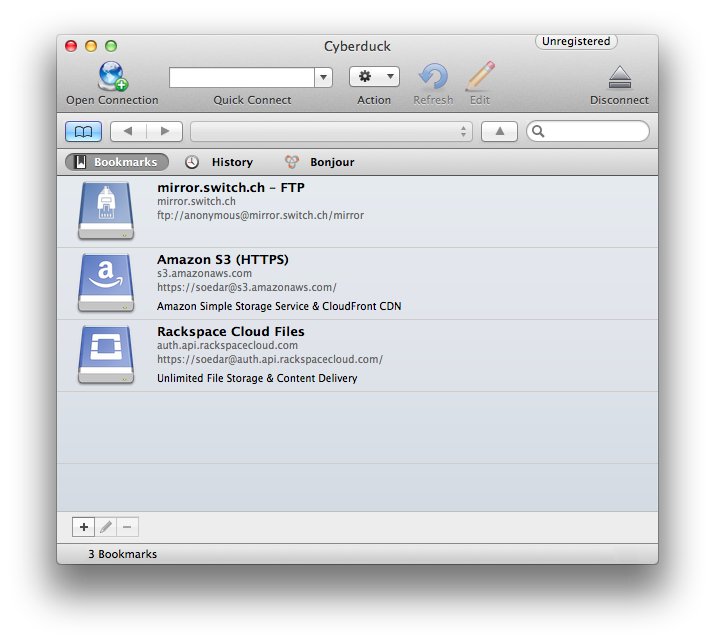 Cyberduck
Unregistered
Open Connection
Quick Connect
Action
Refresh
Edit
Disconnect
Bookmarks
History
Bonjour
mirror.switch.ch – FTP
mirror.switch.ch
ftp://anonymous@mirror.switch.ch/mirror
Amazon S3 (HTTPS)
s3.amazonaws.com
https://soedar@s3.amazonaws.com/
Amazon Simple Storage Service & CloudFront CDN
Rackspace Cloud Files
auth.api.rackspacecloud.com
https://soedar@auth.api.rackspacecloud.com/
Unlimited File Storage & Content Delivery
3 Bookmarks